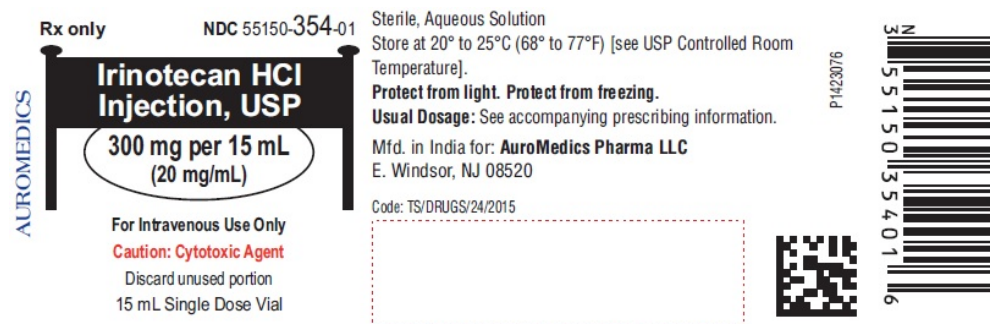 Rx only
NDC 55150-354-01
AUROMEDICS
Irinotecan HCl
Injection, USP
300 mg per 15 mL
(20 mg/mL)
For Intravenous Use Only
Caution: Cytotoxic Agent
Discard unused portion
15 mL Single Dose Vial
Sterile, Aqueous Solution
Store at 20° to 25°C (68° to 77°F) [see USP Controlled Room
Temperature].
Protect from light. Protect from freezing.
Usual Dosage: See accompanying prescribing information.
Mfd. in India for: AuroMedics Pharma LLC
E. Windsor, NJ 08520
Code: TS/DRUGS/24/2015
P1423076
N
3 55150 35401 6